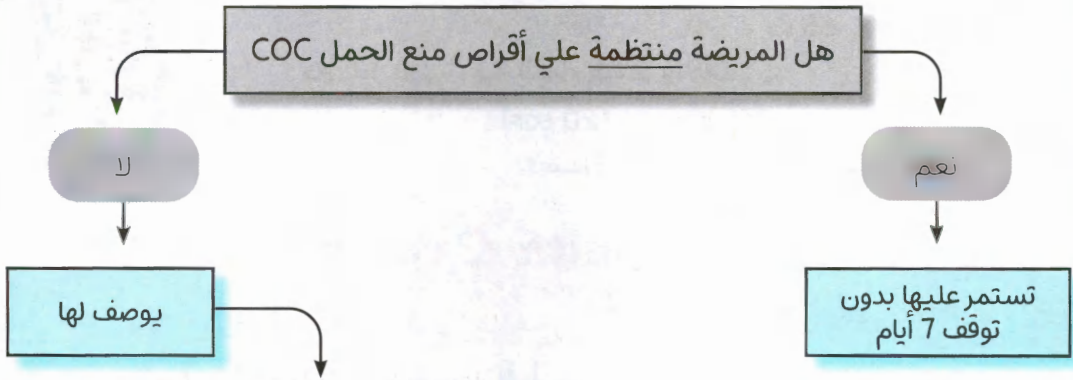 هل المريضة منتظمة علي أقراص منع الحمل COC
نعم
لا
تستمر عليها بدون
توقف 7 أيام
يوصف لها